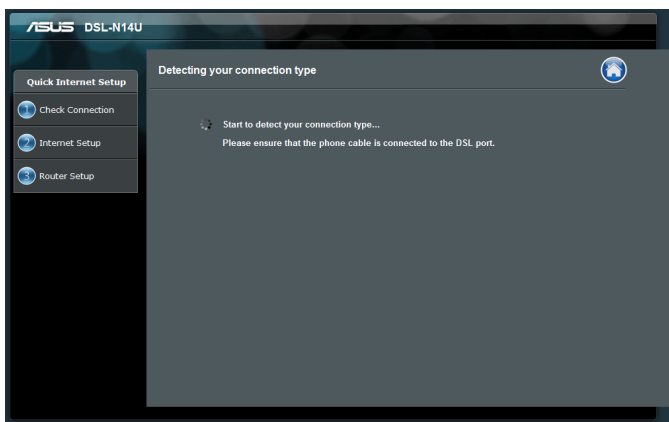 ASUS DSL-N14U
Quick Internet Setup
1 Check Connection
2 Internet Setup
3 Router Setup
Detecting your connection type
Start to detect your connection type...
Please ensure that the phone cable is connected to the DSL port.